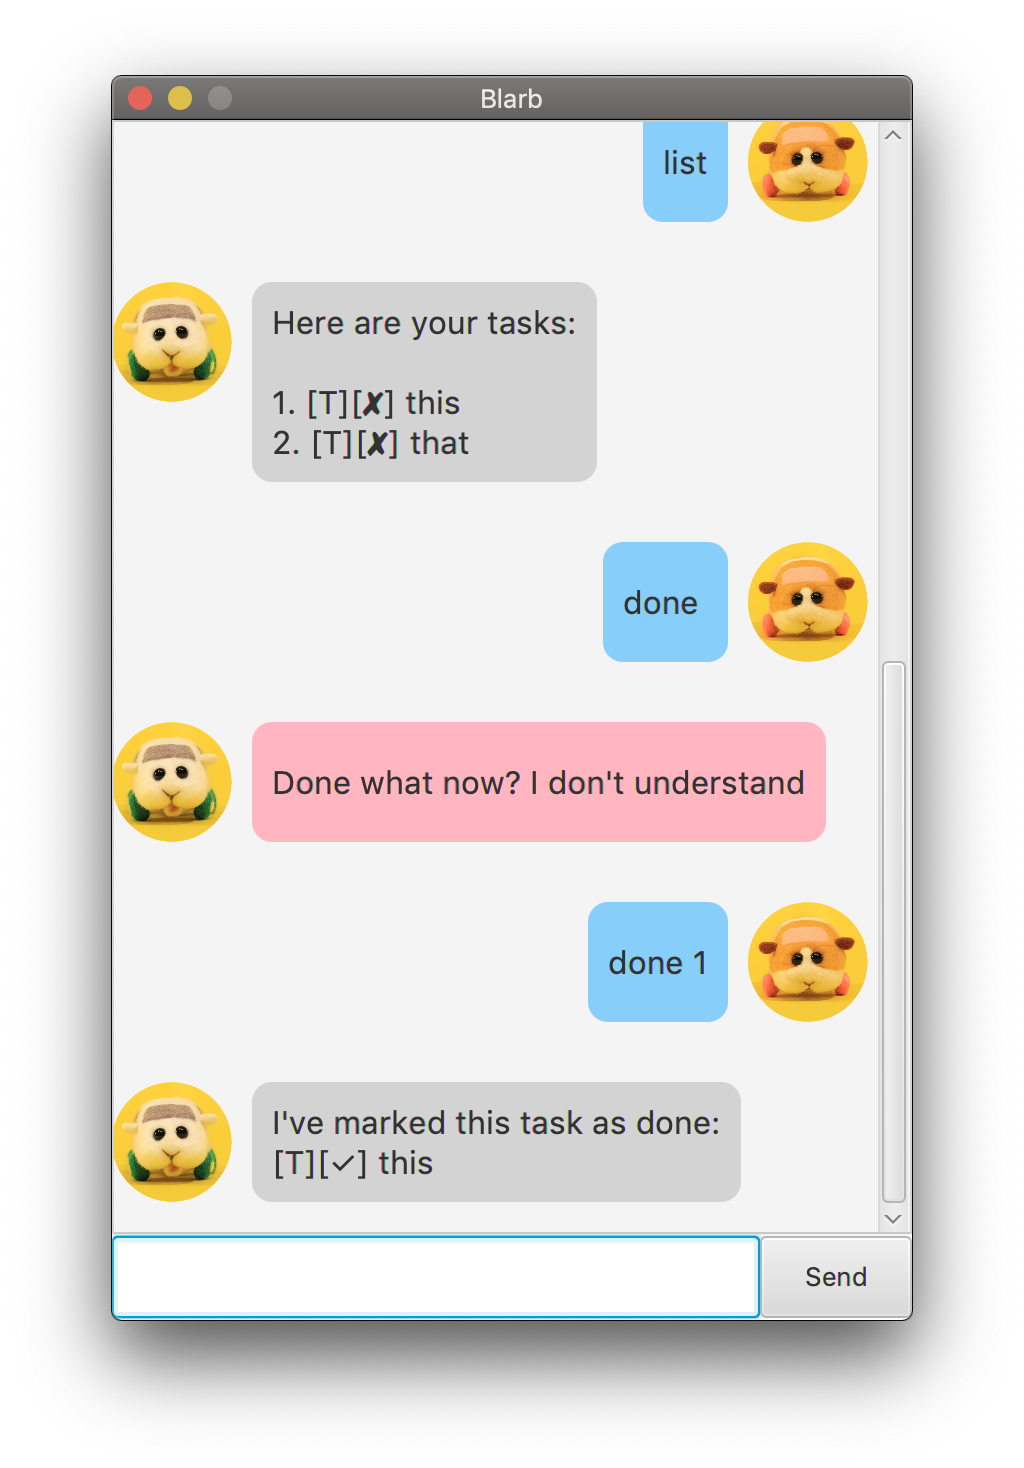 Blarb
list
Here are your tasks:
1. [T][✘] this
2. [T][✘] that
done
Done what now? I don't understand
done 1
I've marked this task as done:
[T][✓] this
Send